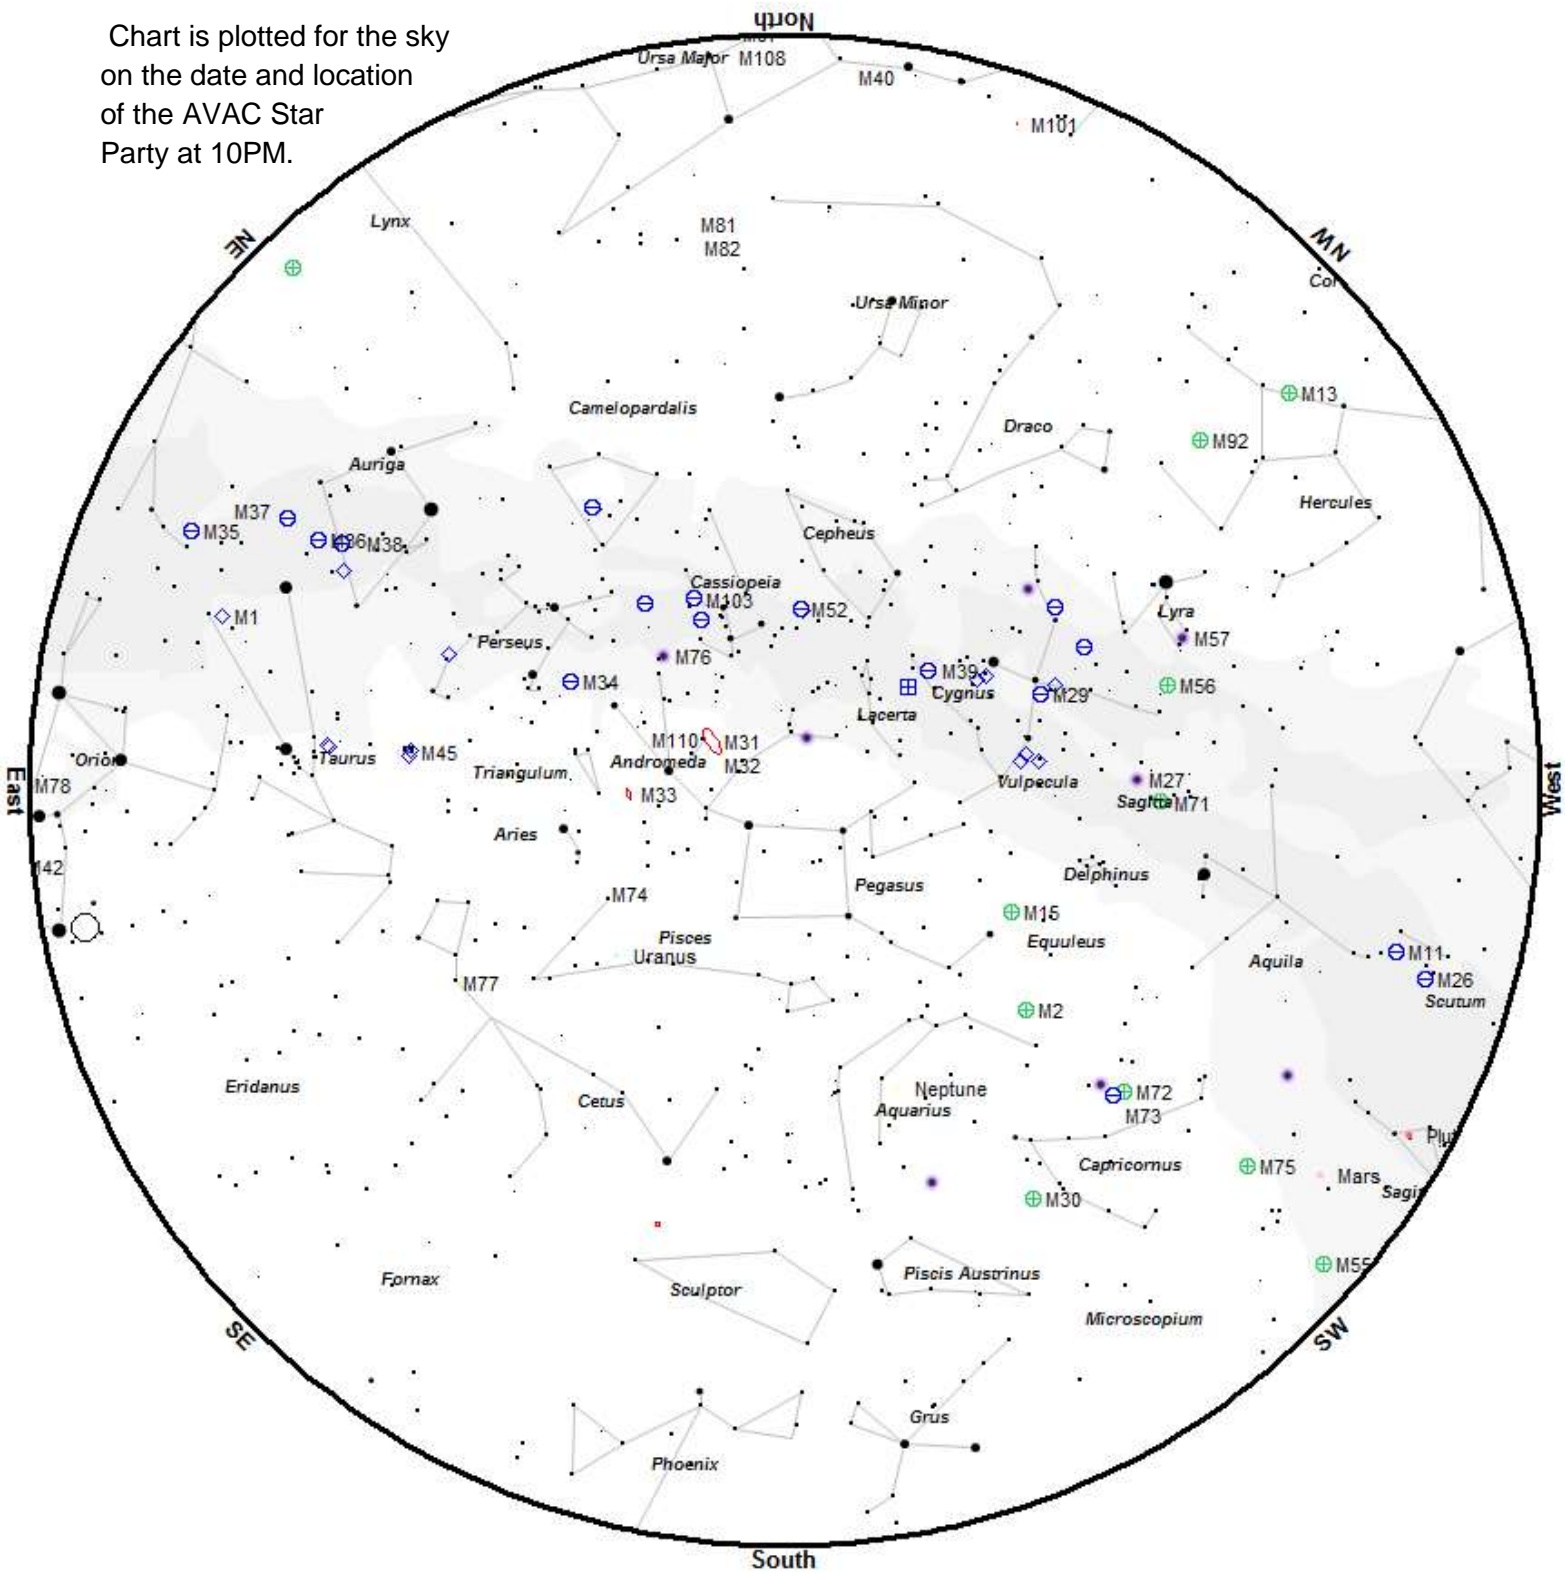 North
Chart is plotted for the sky
on the date and location
of the AVAC Star
Party at 10PM.
Ursa Major
M108
M40
M101
Lynx
M81
M82
NE
NW
Ursa Minor
M13
Camelopardalis
Draco
M92
Auriga
Hercules
M37
M35
M38
Cepheus
Cassiopeia
M103
M52
Lyra
M1
Perseus
M57
M76
M39
M56
M34
Cygnus
M29
Lacerta
M110
M31
M45
Taurus
Orion
Andromeda
M32
Triangulum
Vulpecula
M27
M78
East
West
M33
Sagitta
M71
Aries
M42
Delphinus
Pegasus
M74
M15
Pisces
Equuleus
Uranus
M11
Aquila
M77
M26
Scutum
M2
Eridanus
Neptune
M72
Cetus
Aquarius
M73
Plut
Capricornus
M75
Mars
Sagi
M30
M55
Fornax
Piscis Austrinus
Sculptor
Microscopium
SE
SW
Grus
Phoenix
South